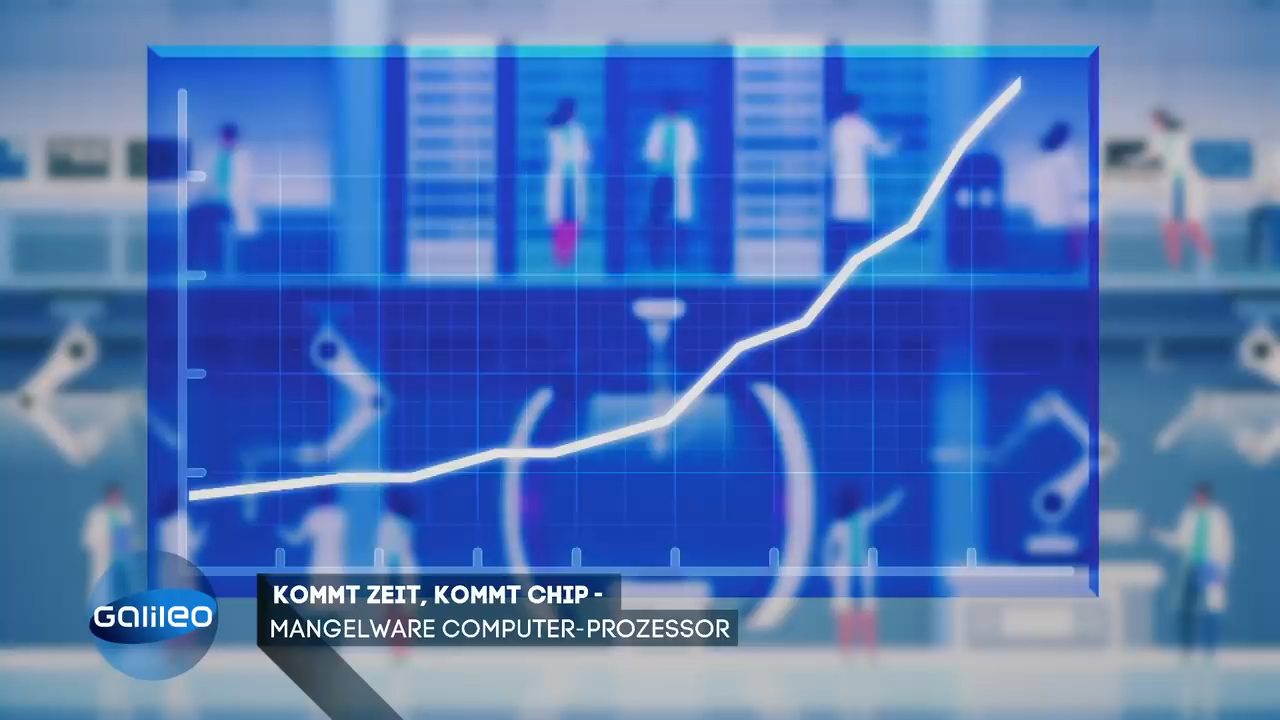 KOMMT ZEIT, KOMMT CHIP -
Galileo
MANGELWARE COMPUTER-PROZESSOR